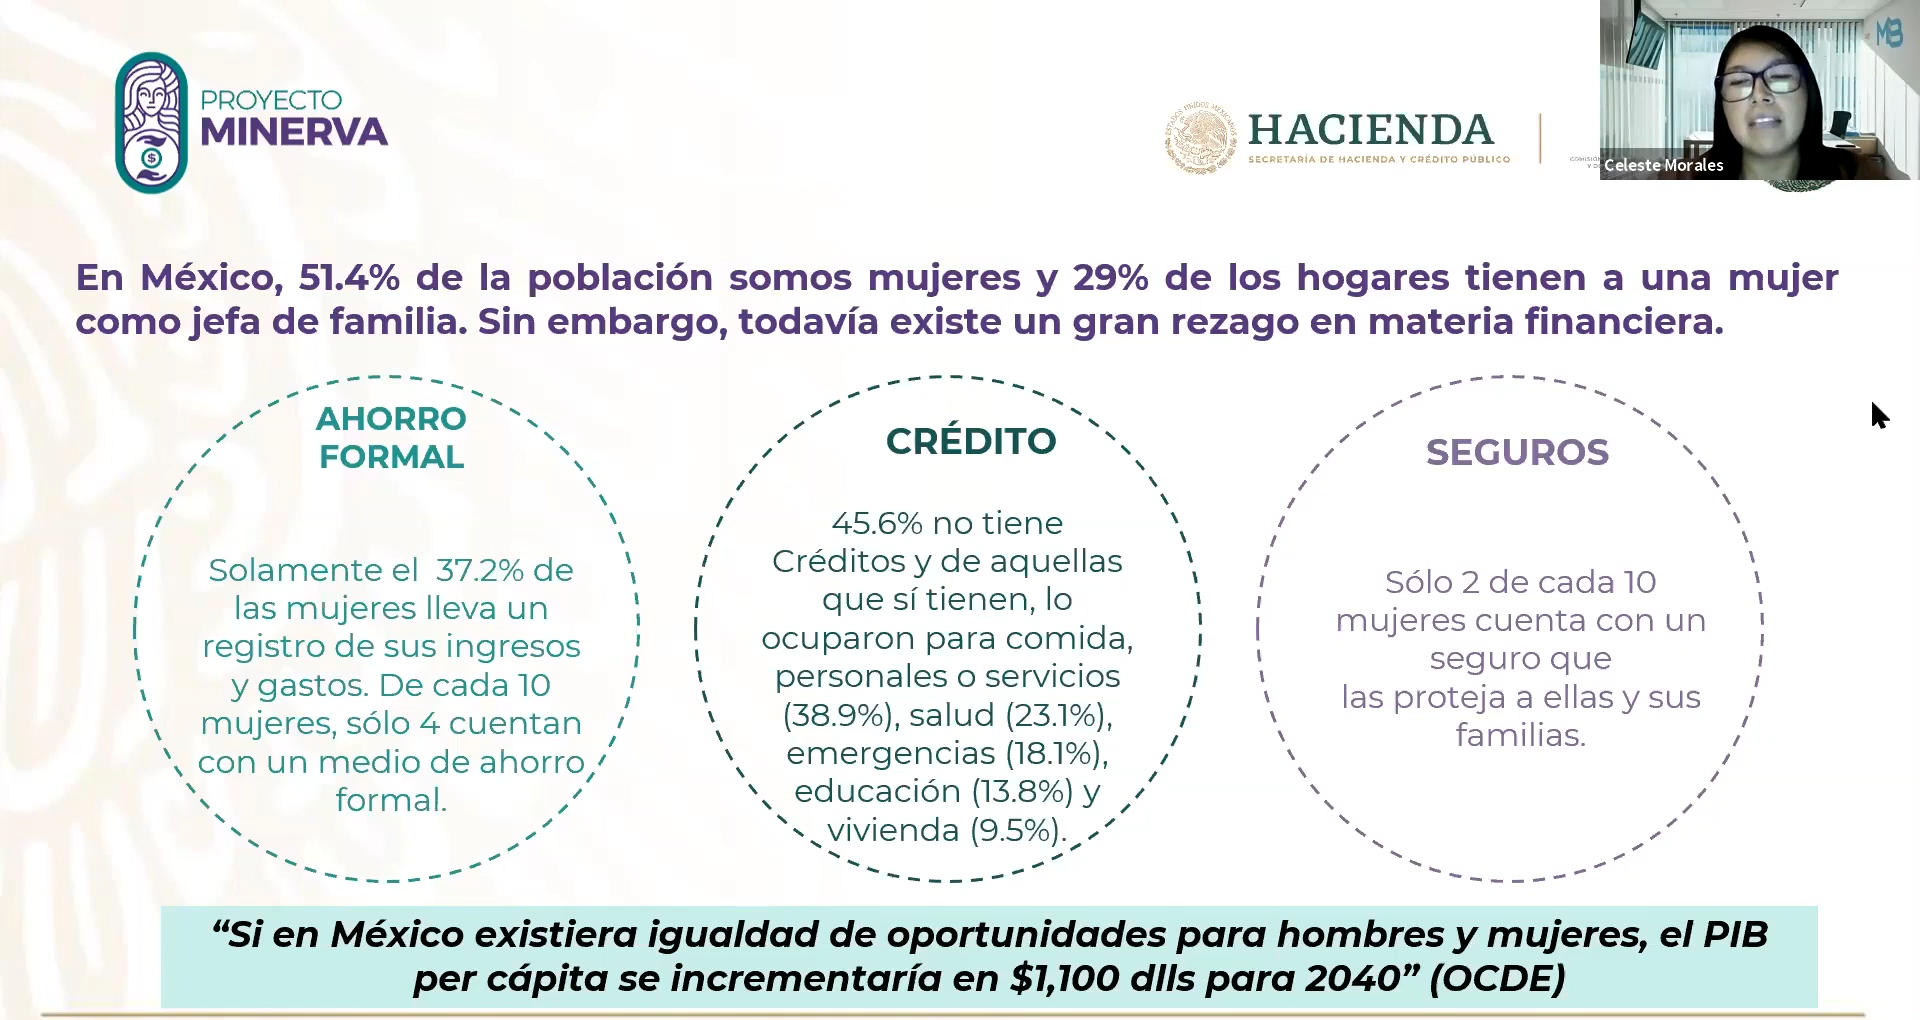 PROYECTO
MINERVA
HACIENDA
SECRETARÍA DE HACIENDA Y CRÉDITO PÚBLICO
MB
Celeste Morales
En México, 51.4% de la población somos mujeres y 29% de los hogares tienen a una mujer
como jefa de familia. Sin embargo, todavía existe un gran rezago en materia financiera.
AHORRO
FORMAL
Solamente el 37.2% de
las mujeres lleva un
registro de sus ingresos
y gastos. De cada 10
mujeres, sólo 4 cuentan
con un medio de ahorro
formal.
CRÉDITO
45.6% no tiene
Créditos y de aquellas
que sí tienen, lo
ocuparon para comida,
personales o servicios
(38.9%), salud (23.1%),
emergencias (18.1%),
educación (13.8%) y
vivienda (9.5%).
SEGUROS
Sólo 2 de cada 10
mujeres cuenta con un
seguro que
las proteja a ellas y sus
familias.
“Si en México existiera igualdad de oportunidades para hombres y mujeres, el PIB
per cápita se incrementaría en $1,100 dlls para 2040” (OCDE)